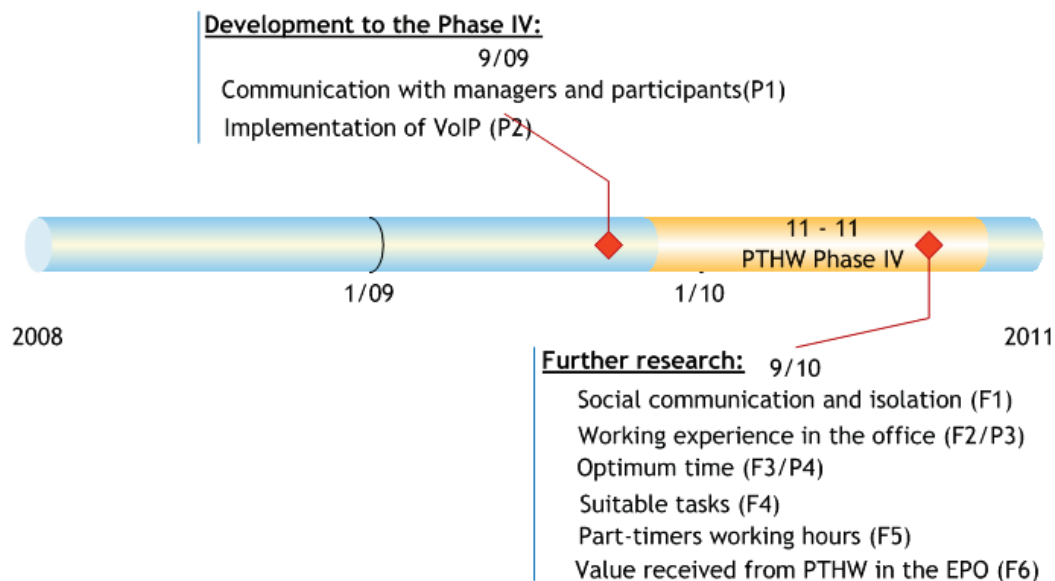 Development to the Phase IV:
9/09
Communication with managers and participants(P1)
Implementation of VoIP (P2)
11 - 11
PTHW Phase IV
1/09
1/10
2008
2011
Further research:
9/10
Social communication and isolation (F1)
Working experience in the office (F2/P3)
Optimum time (F3/P4)
Suitable tasks (F4)
Part-timers working hours (F5)
Value received from PTHW in the EPO (F6)